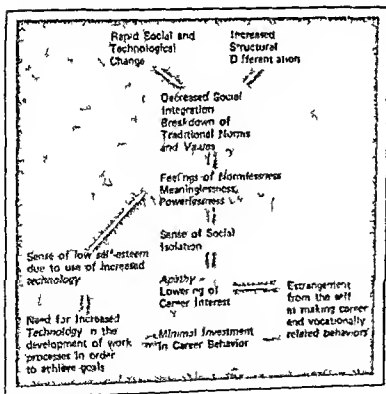 Rapid Social and
Technological
Change
Increased
Structural
Differentiation
Decreased Social
Integration
Breakdown of
Traditional Norms
and Values
Feelings of Normlessness
Meaninglessness,
Powerlessness
Sense of Social
Isolation
Sense of low self-esteem
due to use of increased
technology
Apathy
Lowering of
Career Interest
Estrangement
from the self
as making career
and vocationally
related behaviors
Need for Increased
Technology in the
development of work
processes in order
to achieve goals
Minimal Investment
in Career Behavior